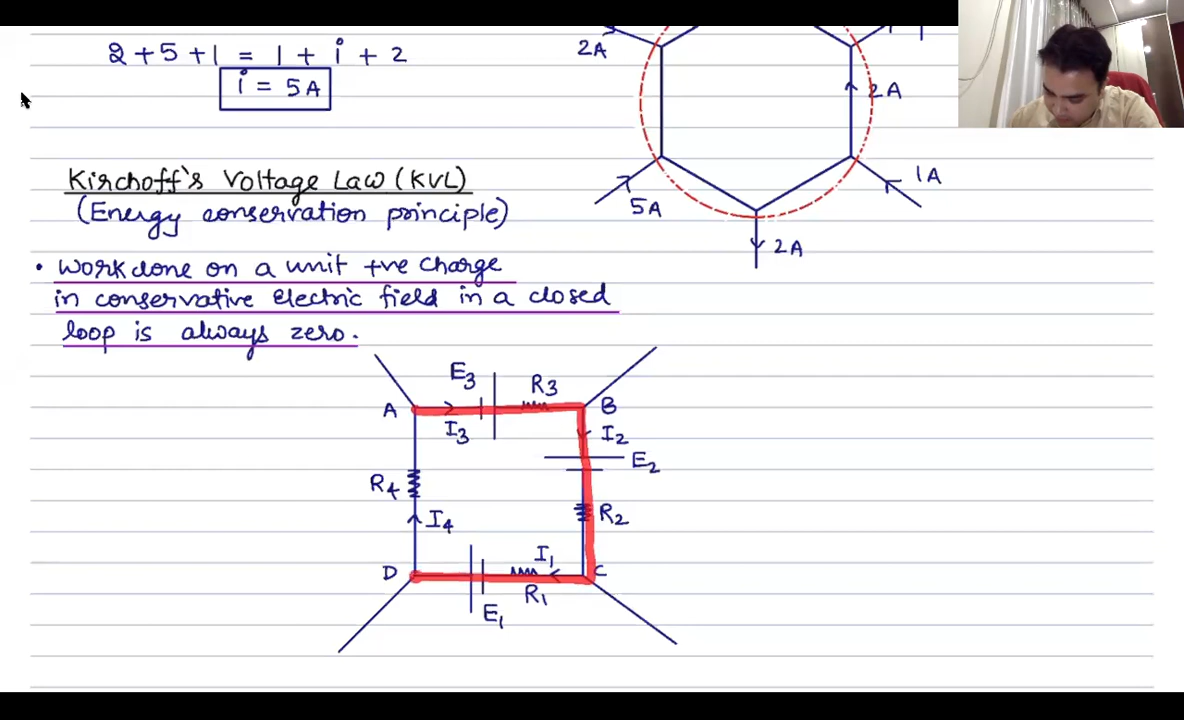 2 + 5 + 1 = 1 + i + 2
i = 5A
2A
2A
5A
1A
2A
Kirchoff's Voltage Law (KVL)
(Energy conservation principle)
• Work done on a unit +ve charge
in conservative Electric field in a closed
loop is always zero.
E3
R3
A
B
I3
I2
E2
R4
R2
I4
I1
D
C
R1
E1